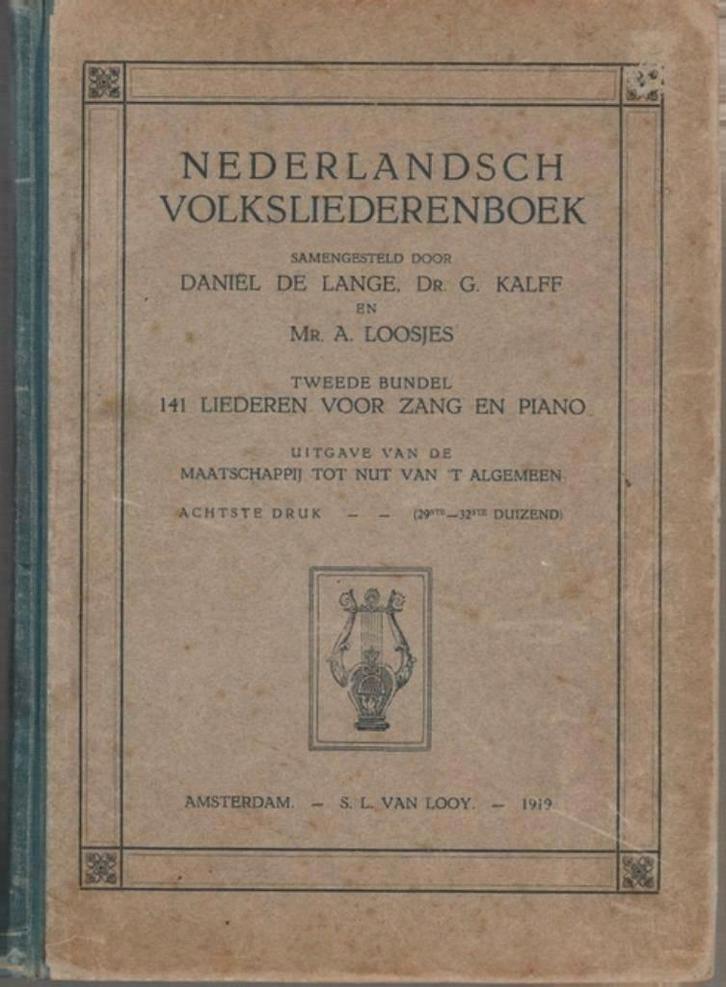 NEDERLANDSCH
VOLKSLIEDERENBOEK
SAMENGESTELD DOOR
DANIËL DE LANGE, DR. G. KALFF
EN
MR. A. LOOSJES
TWEEDE BUNDEL
141 LIEDEREN VOOR ZANG EN PIANO
UITGAVE VAN DE
MAATSCHAPPIJ TOT NUT VAN 'T ALGEMEEN
ACHTSTE DRUK — — (29STE—32STE DUIZEND)
AMSTERDAM. — S. L. VAN LOOY. — 1919